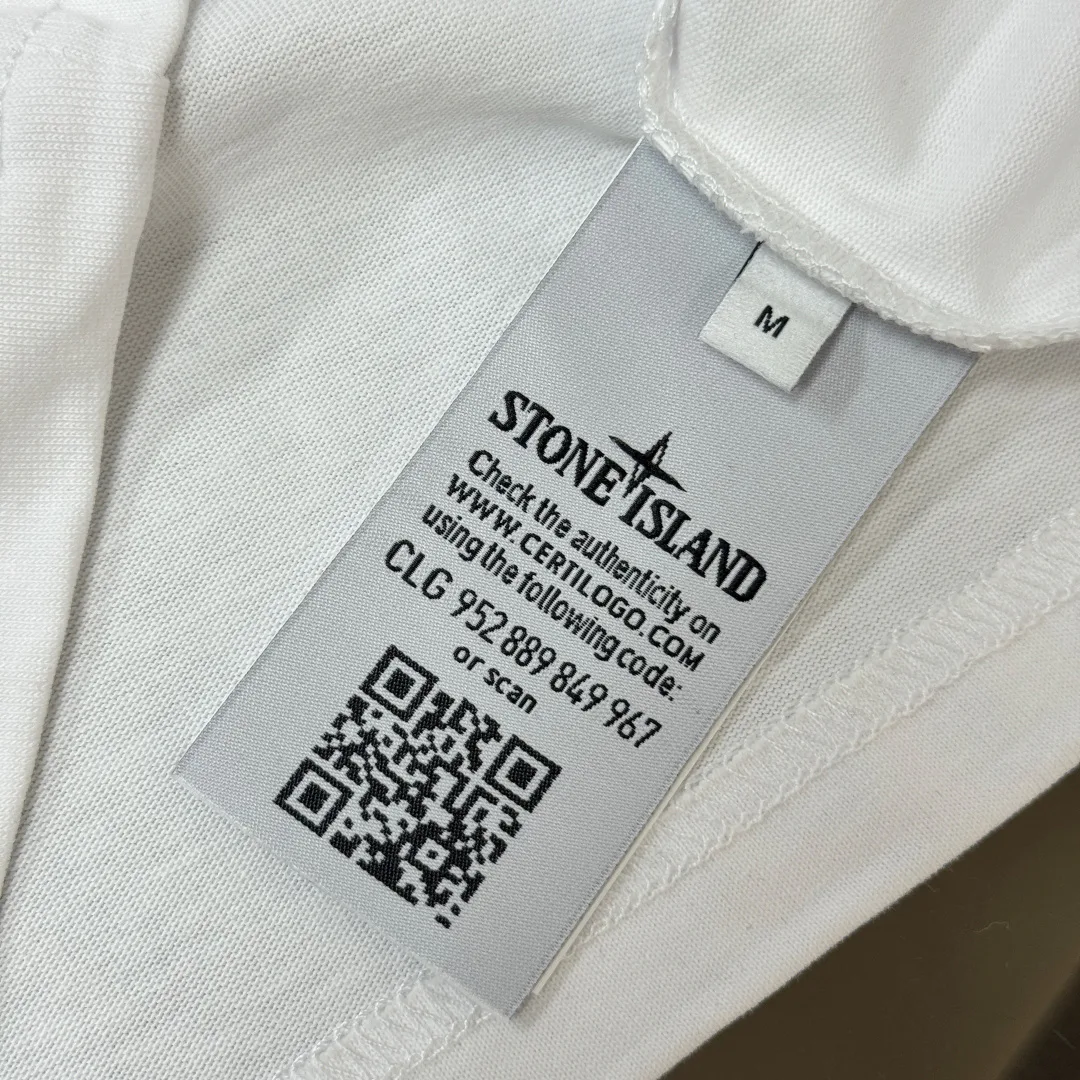 M
STONE ISLAND
Check the authenticity on
WWW.CERTILOGO.COM
using the following code:
CLG 952 889 849 967
or scan